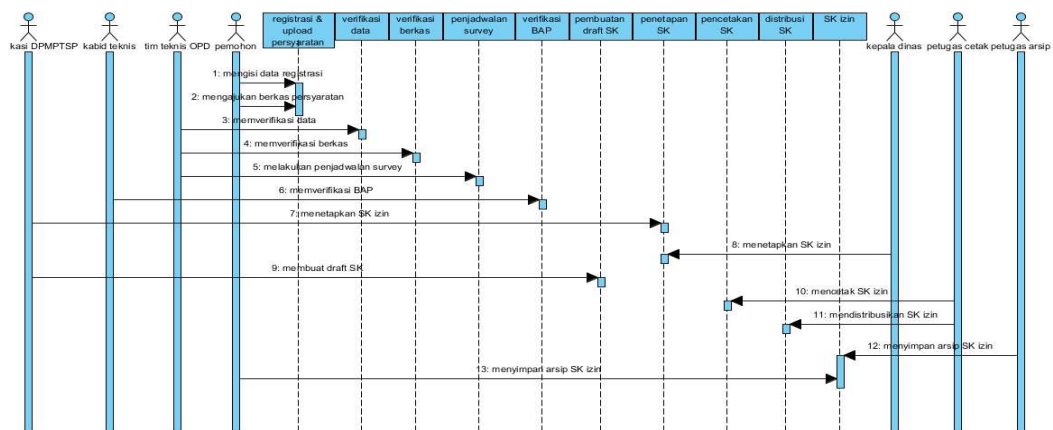 registrasi &
upload
persyaratan
verifikasi
data
verifikasi
berkas
penjadwalan
survey
verifikasi
BAP
pembuatan
draft SK
penetapan
SK
pencetakan
SK
distribusi
SK
SK izin
kasi DPMPTSP
kabid teknis
tim teknis OPD
pemohon
kepala dinas
petugas cetak
petugas arsip
1: mengisi data registrasi
2: mengajukan berkas persyaratan
3: memverifikasi data
4: memverifikasi berkas
5: melakukan penjadwalan survey
6: memverifikasi BAP
7: menetapkan SK izin
8: menetapkan SK izin
9: membuat draft SK
10: mencetak SK izin
11: mendistribusikan SK izin
12: menyimpan arsip SK izin
13: menyimpan arsip SK izin